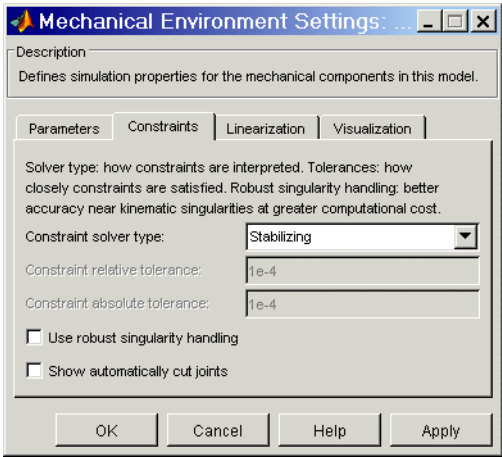 Mechanical Environment Settings: ...
Description
Defines simulation properties for the mechanical components in this model.
Parameters Constraints Linearization Visualization
Solver type: how constraints are interpreted. Tolerances: how
closely constraints are satisfied. Robust singularity handling: better
accuracy near kinematic singularities at greater computational cost.
Constraint solver type: Stabilizing
Constraint relative tolerance: 1e-4
Constraint absolute tolerance: 1e-4
Use robust singularity handling
Show automatically cut joints
OK Cancel Help Apply